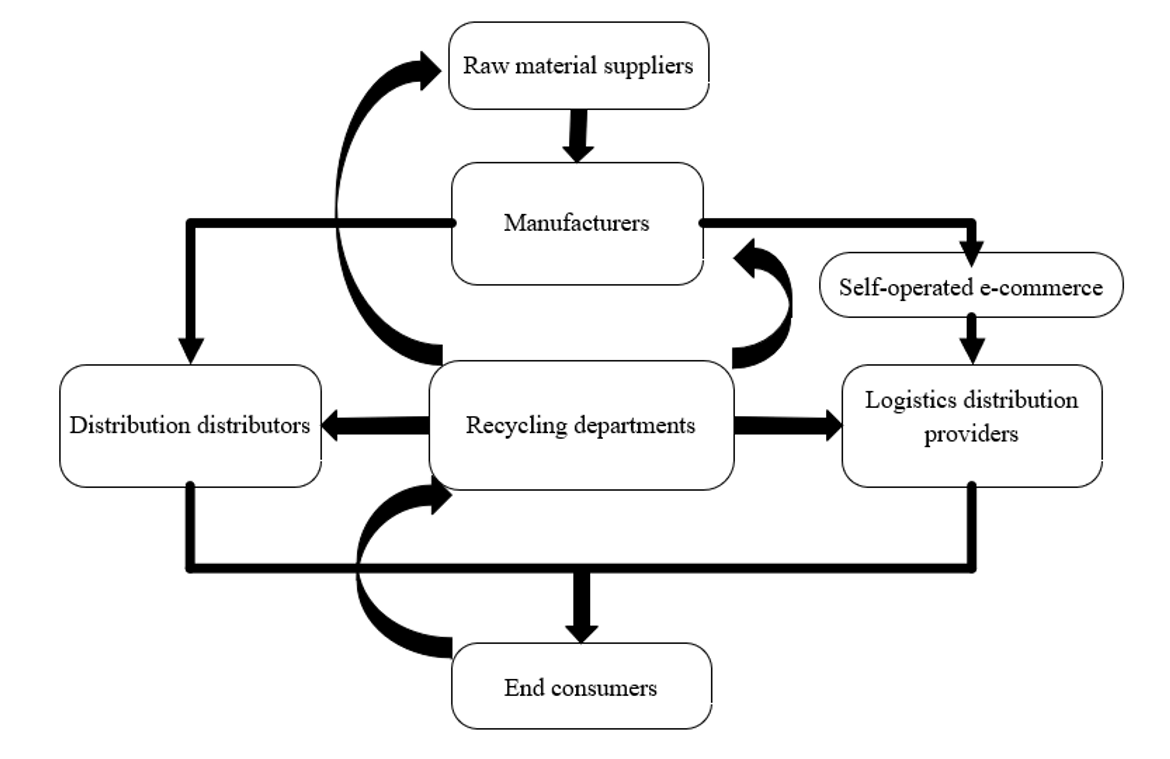 Raw material suppliers
Manufacturers
Self-operated e-commerce
Distribution distributors
Recycling departments
Logistics distribution
providers
End consumers